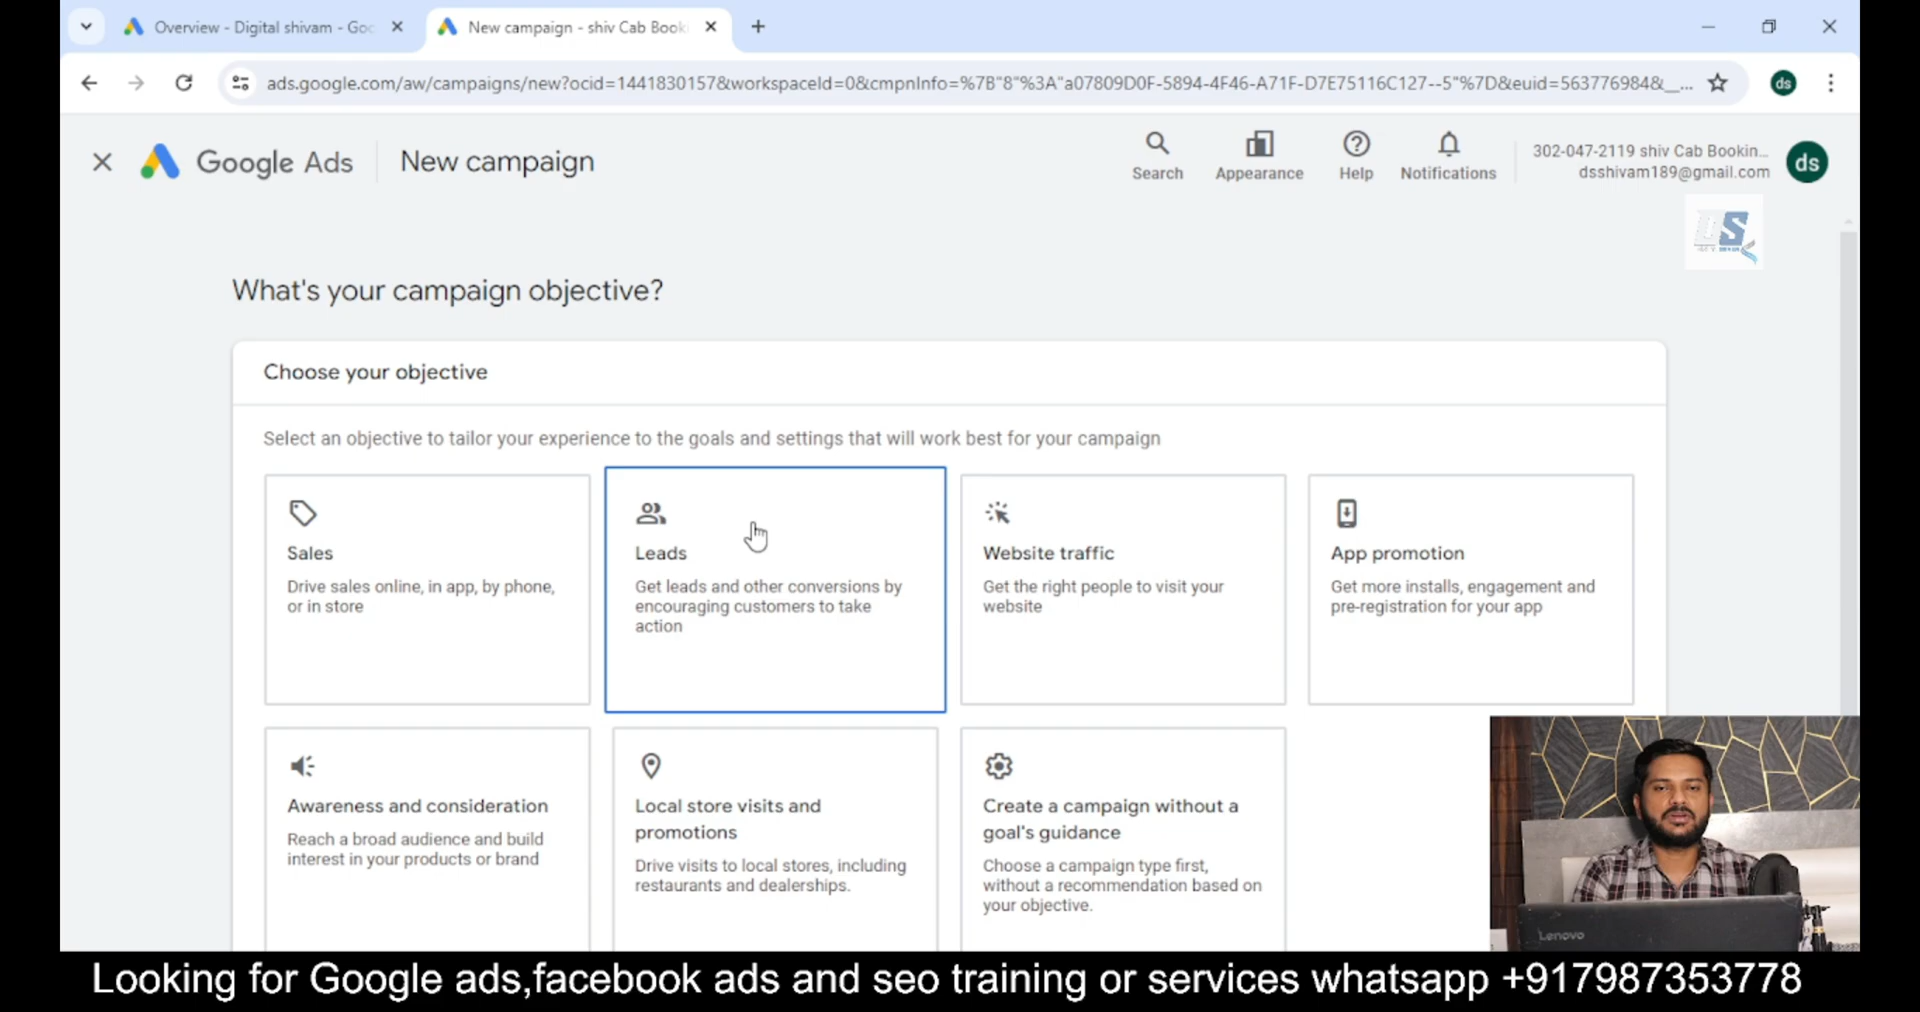 Overview - Digital shivam - Goo
New campaign - shiv Cab Book
ads.google.com/aw/campaigns/new?ocid=1441830157&workspaceId=0&cmpnInfo=%7B"8"%3A"a07809D0F-5894-4F46-A71F-D7E75116C127--5"%7D&euid=563776984&__...
ds
Google Ads
New campaign
Search
Appearance
Help
Notifications
302-047-2119 shiv Cab Bookin...
dsshivam189@gmail.com
ds
DS
What's your campaign objective?
Choose your objective
Select an objective to tailor your experience to the goals and settings that will work best for your campaign
Sales
Drive sales online, in app, by phone,
or in store
Leads
Get leads and other conversions by
encouraging customers to take
action
Website traffic
Get the right people to visit your
website
App promotion
Get more installs, engagement and
pre-registration for your app
Awareness and consideration
Reach a broad audience and build
interest in your products or brand
Local store visits and
promotions
Drive visits to local stores, including
restaurants and dealerships.
Create a campaign without a
goal's guidance
Choose a campaign type first,
without a recommendation based on
your objective.
Lenovo
Looking for Google ads,facebook ads and seo training or services whatsapp +917987353778